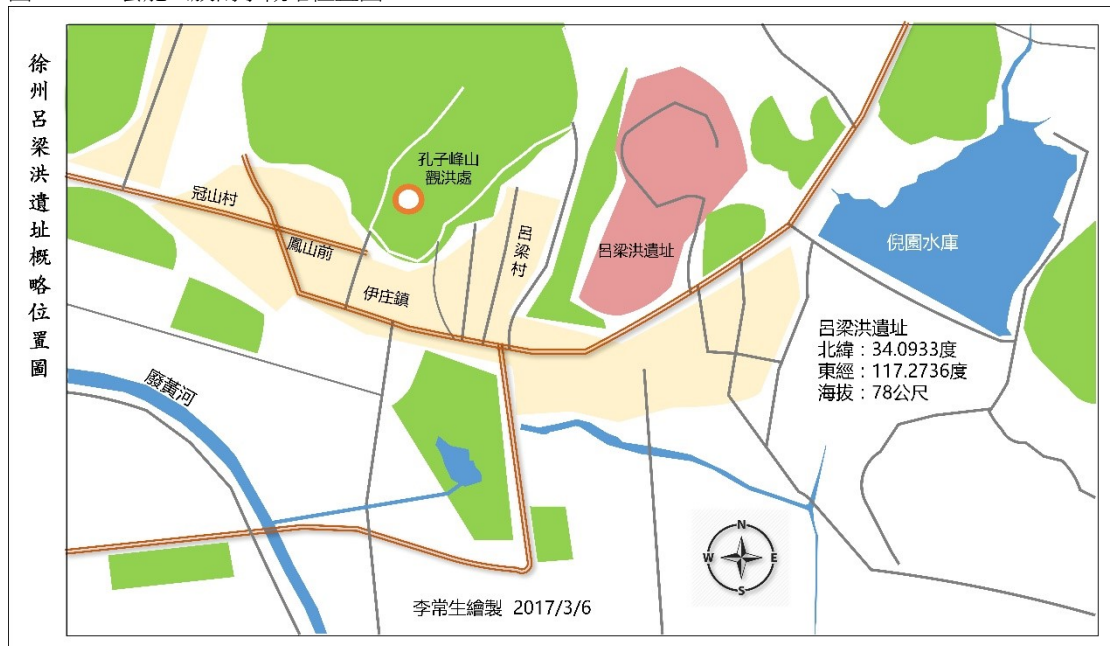 徐州呂梁洪遺址概略位置圖
孔子峰山
觀洪處
冠山村
鳳山前
呂梁村
伊庄鎮
呂梁洪遺址
倪園水庫
呂梁洪遺址
北緯：34.0933度
東經：117.2736度
海拔：78公尺
廢黃河
N
W E
S
李常生繪製 2017/3/6